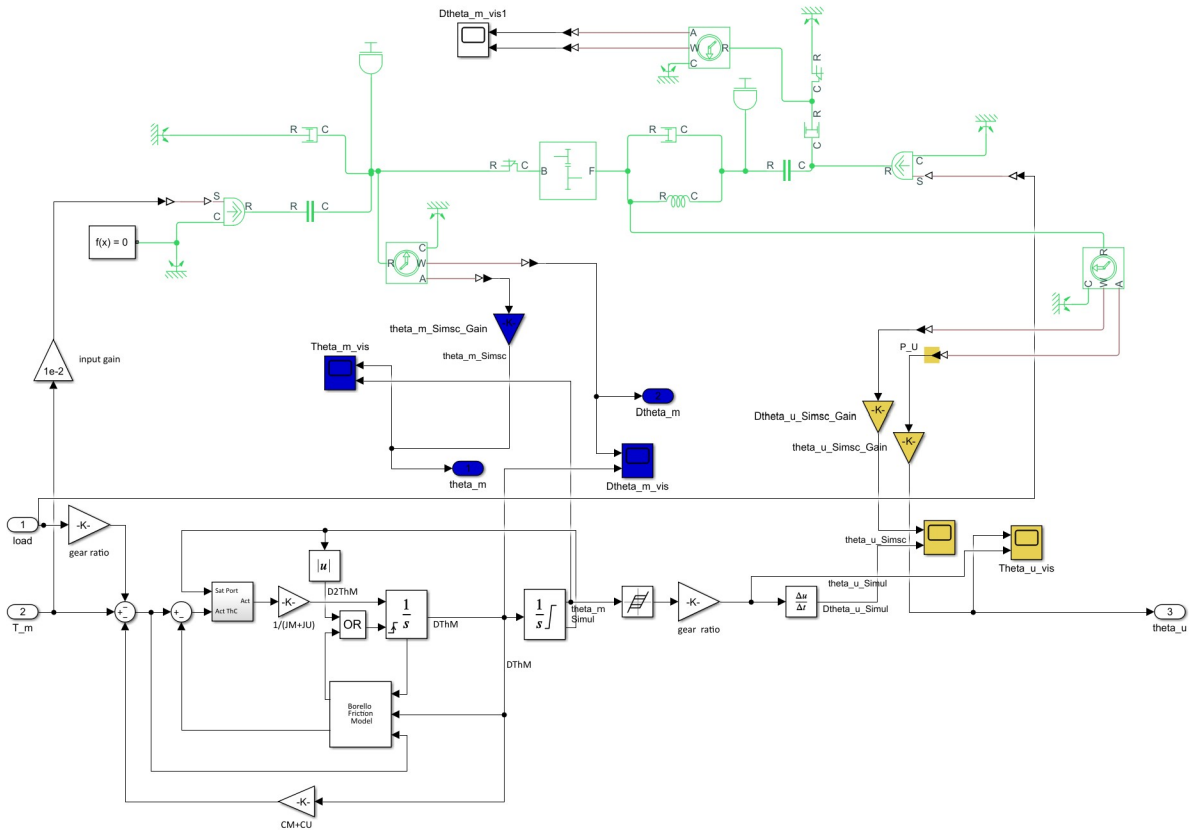 Dtheta_m_vis1
A
W
C
R
R
C
R
C
R C
R C
R C
B
F
R C
R C
R C
C
R
S
S
C
R
R C
f(x) = 0
C
R W
A
R
C
W
A
theta_m_Simsc_Gain
-K-
theta_m_Simsc
P_U
input gain
1e-2
Theta_m_vis
2
Dtheta_m
Dtheta_u_Simsc_Gain
-K-
theta_u_Simsc_Gain
-K-
1
theta_m
Dtheta_m_vis
1
load
-K-
gear ratio
|u|
theta_u_Simsc
Theta_u_vis
Sat Port
Act
Act ThC
D2ThM
-K-
1/(JM+JU)
OR
1
s
DThM
1
s
theta_m
Simul
-K-
gear ratio
theta_u_Simul
Δu
Δt
Dtheta_u_Simul
2
T_m
3
theta_u
DThM
Borello
Friction
Model
-K-
CM+CU